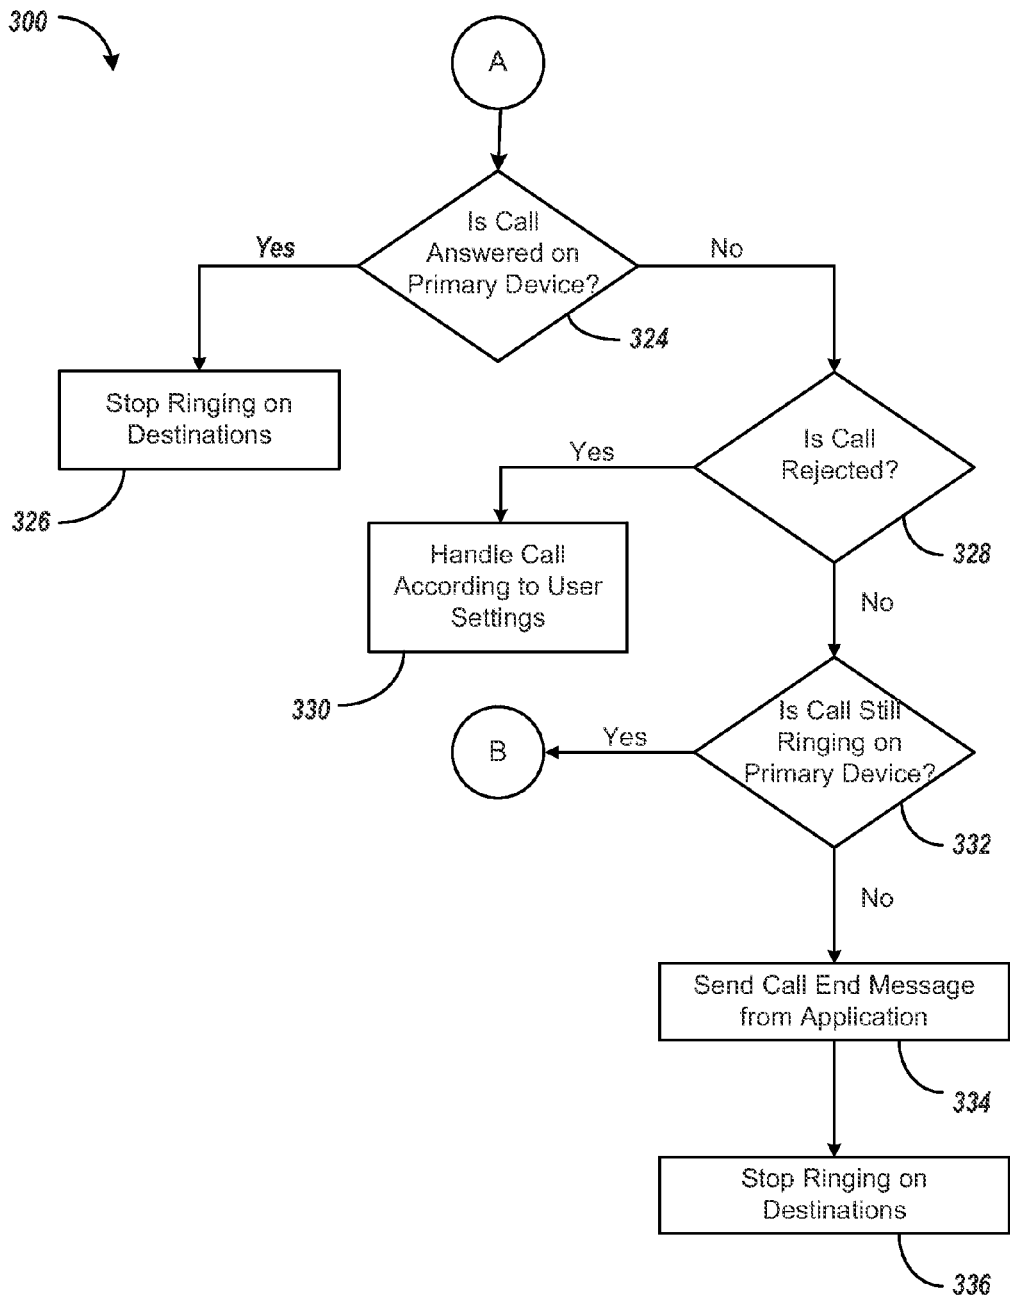 300
A
Is Call
Answered on
Primary Device?
Yes
No
324
Stop Ringing on
Destinations
326
Is Call
Rejected?
Yes
328
Handle Call
According to User
Settings
No
330
Is Call Still
Ringing on
Primary Device?
Yes
B
332
No
Send Call End Message
from Application
334
Stop Ringing on
Destinations
336